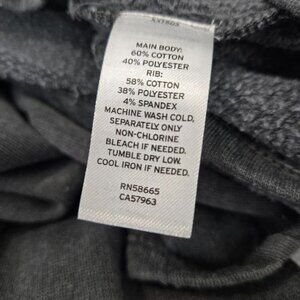 MAIN BODY:
60% COTTON
40% POLYESTER
RIB:
58% COTTON
38% POLYESTER
4% SPANDEX
MACHINE WASH COLD,
SEPARATELY ONLY
NON-CHLORINE
BLEACH IF NEEDED.
TUMBLE DRY LOW.
COOL IRON IF NEEDED.
RN58665
CA57963